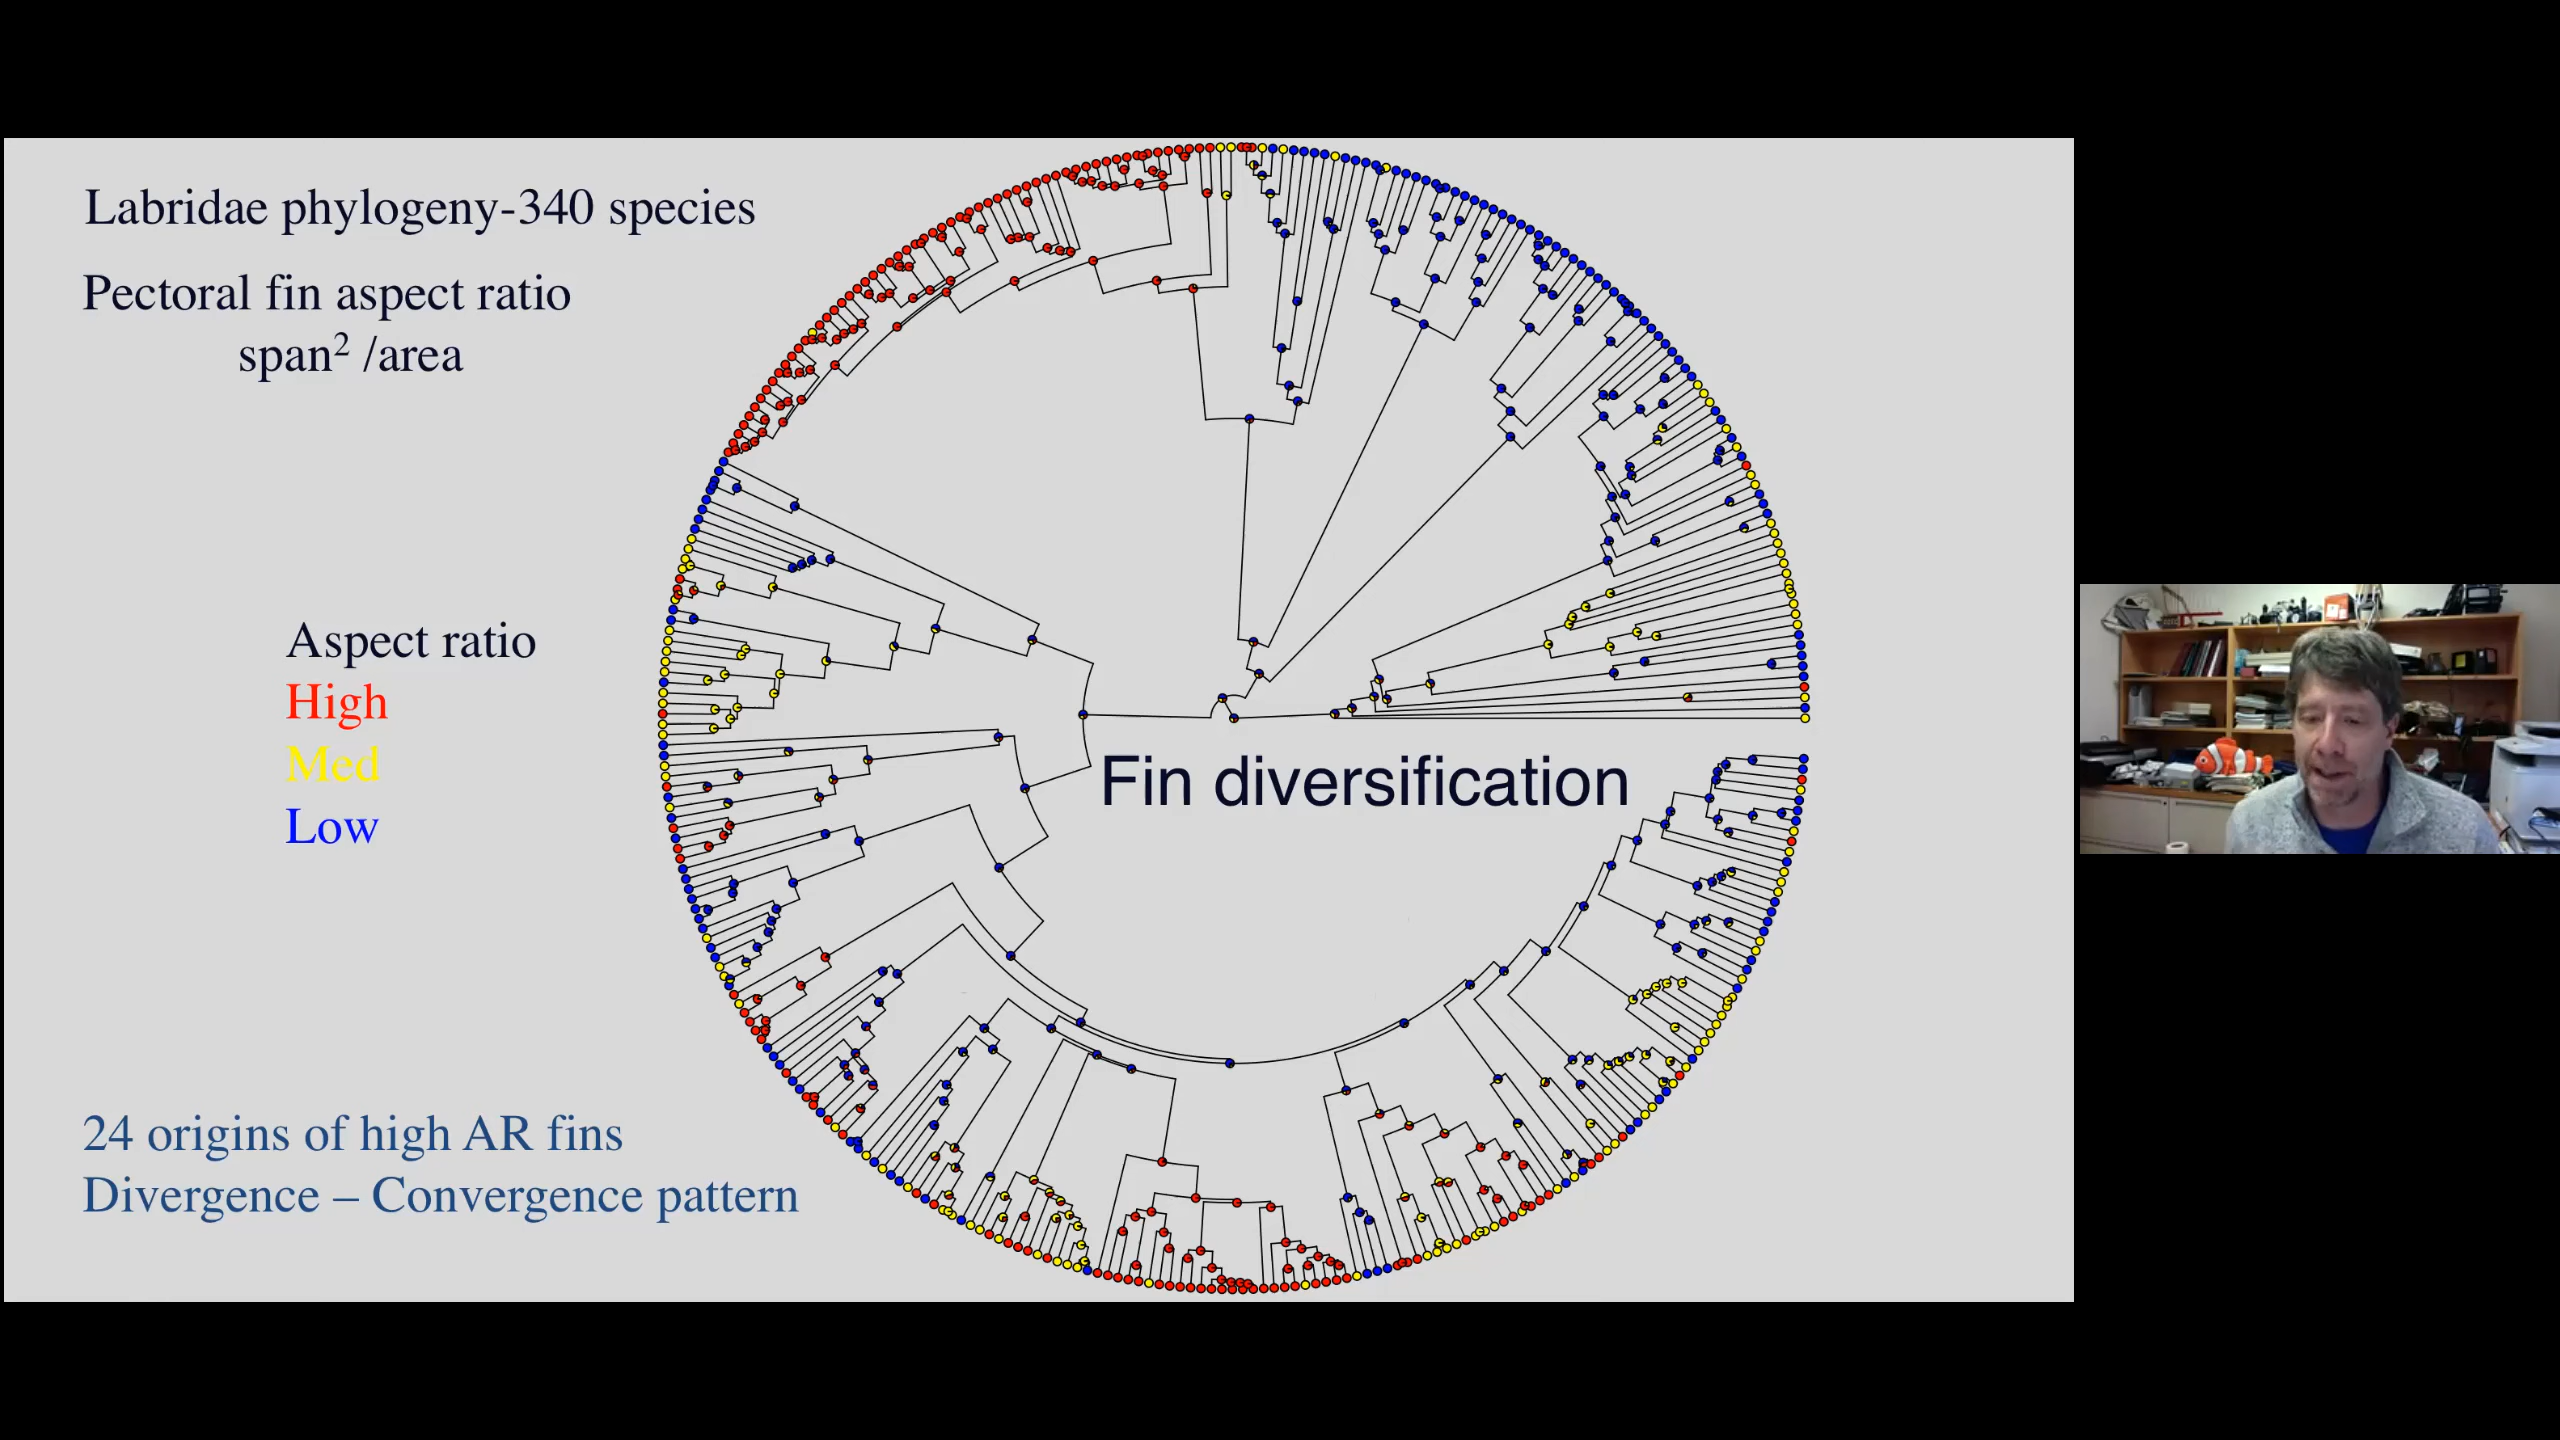 Labridae phylogeny-340 species
Pectoral fin aspect ratio
span² /area
Aspect ratio
High
Med
Low
Fin diversification
24 origins of high AR fins
Divergence – Convergence pattern